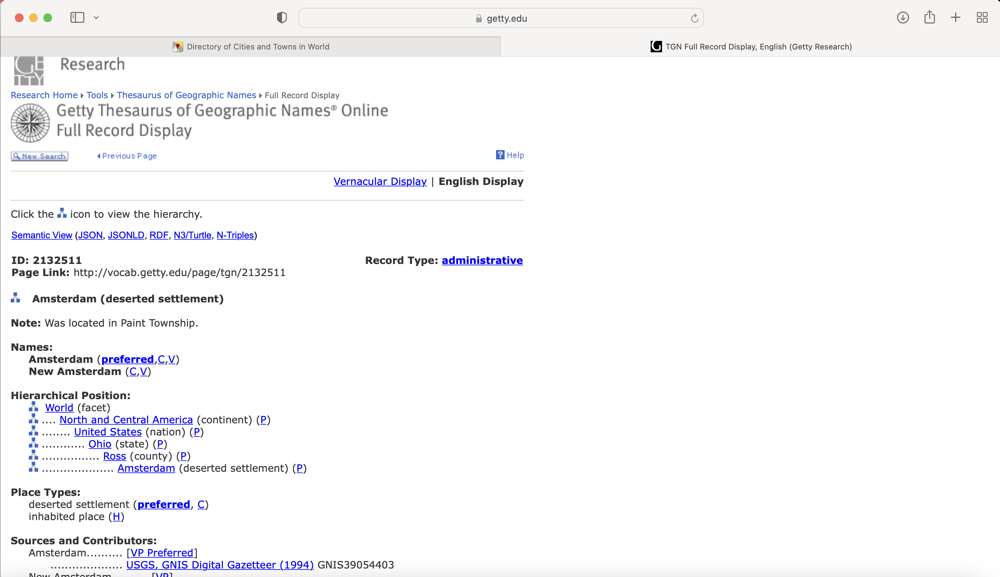 getty.edu
Directory of Cities and Towns in World
TGN Full Record Display, English (Getty Research)
GETTY Research
Research Home ▸ Tools ▸ Thesaurus of Geographic Names ▸ Full Record Display
Getty Thesaurus of Geographic Names® Online
Full Record Display
New Search
Previous Page
? Help
Vernacular Display | English Display
Click the icon to view the hierarchy.
Semantic View (JSON, JSONLD, RDF, N3/Turtle, N-Triples)
ID: 2132511
Record Type: administrative
Page Link: http://vocab.getty.edu/page/tgn/2132511
Amsterdam (deserted settlement)
Note: Was located in Paint Township.
Names:
Amsterdam (preferred,C,V)
New Amsterdam (C,V)
Hierarchical Position:
World (facet)
.... North and Central America (continent) (P)
........ United States (nation) (P)
............ Ohio (state) (P)
................ Ross (county) (P)
.................... Amsterdam (deserted settlement) (P)
Place Types:
deserted settlement (preferred, C)
inhabited place (H)
Sources and Contributors:
Amsterdam.......... [VP Preferred]
.................... USGS, GNIS Digital Gazetteer (1994) GNIS39054403
New Amsterdam.......... [VP]